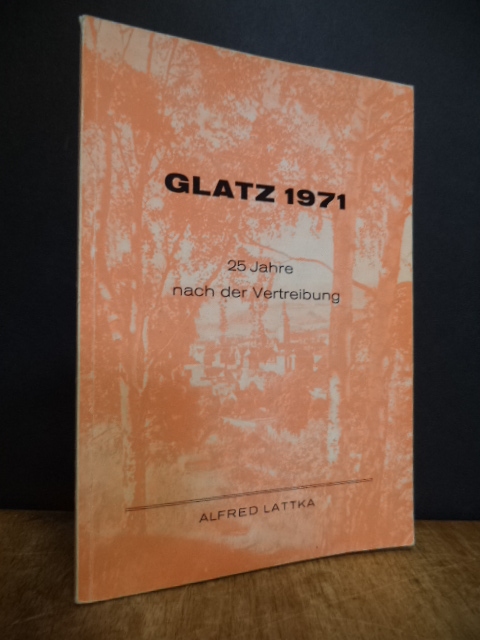 GLATZ 1971
25 Jahre
nach der Vertreibung
ALFRED LATTKA